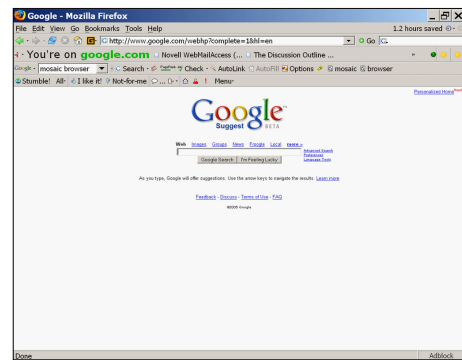 Google - Mozilla Firefox
File Edit View Go Bookmarks Tools Help 1.2 hours saved
http://www.google.com/webhp?complete=1&hl=en Go
You're on google.com Novell WebMailAccess (... The Discussion Outline ... »
Google mosaic browser Search Check AutoLink AutoFill Options mosaic browser
Stumble! All I like it! Not-for-me Menu
Personalized Home
Google
Suggest BETA
Web Images Groups News Froogle Local more »
Advanced Search
Preferences
Language Tools
Google Search I'm Feeling Lucky
As you type, Google will offer suggestions. Use the arrow keys to navigate the results. Learn more
Feedback - Discuss - Terms of Use - FAQ
©2005 Google
Done Adblock